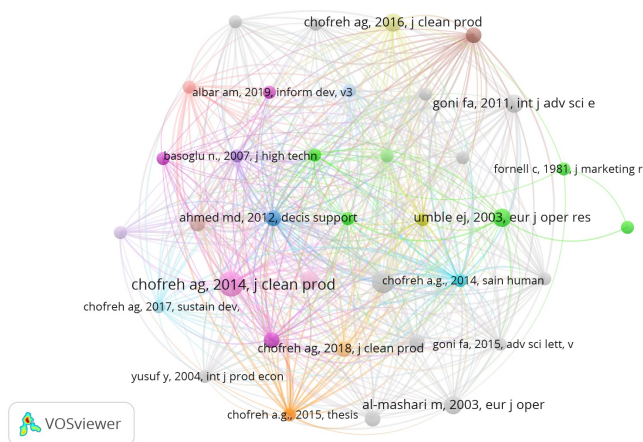 chofreh ag, 2016, j clean prod
albar am, 2019, inform dev, v3
goni fa, 2011, int j adv sci e
basoglu n., 2007, j high techn
fornell c, 1981, j marketing r
ahmed md, 2012, decis support
umble ej, 2003, eur j oper res
chofreh ag, 2014, j clean prod
chofreh a.g., 2014, sain human
chofreh ag, 2017, sustain dev,
chofreh ag, 2018, j clean prod
goni fa, 2015, adv sci lett, v
yusuf y, 2004, int j prod econ
al-mashari m, 2003, eur j oper
chofreh a.g., 2015, thesis
VOSviewer